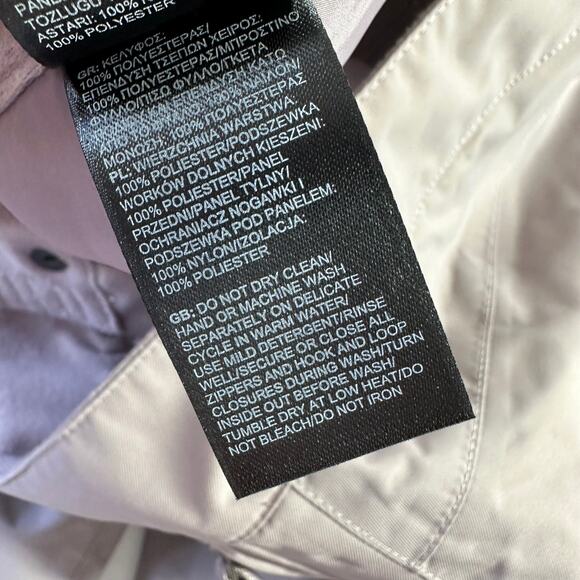 TOZLUĞU
ASTARI: 100% N
100% POLYESTER
GR: ΚΕΛΥΦΟΣ:
100% ΠΟΛΥΕΣΤΕΡΑΣ/
ΕΠΕΝΔΥΣΗ ΤΣΕΠΩΝ ΧΕΙΡΟΣ:
100% ΠΟΛΥΕΣΤΕΡΑΣ/ΜΠΡΟΣΤΙΝΟ
ΦΥΛΛΟ/ΓΚΕΤΑ
ΜΟΝΩΣΗ: 100% ΠΟΛΥΕΣΤΕΡΑΣ
PL: WIERZCHNIA WARSTWA:
100% POLIESTER/PODSZEWKA
WORKÓW DOLNYCH KIESZENI:
100% POLIESTER/PANEL
PRZEDNI/PANEL TYLNY/
OCHRANIACZ NOGAWKI I
PODSZEWKA POD PANELEM:
100% NYLON/IZOLACJA:
100% POLIESTER
GB: DO NOT DRY CLEAN/
HAND OR MACHINE WASH
SEPARATELY ON DELICATE
CYCLE IN WARM WATER/
USE MILD DETERGENT/RINSE
WELL/SECURE OR CLOSE ALL
ZIPPERS AND HOOK AND LOOP
CLOSURES DURING WASH/TURN
INSIDE OUT BEFORE WASH/
TUMBLE DRY AT LOW HEAT/DO
NOT BLEACH/DO NOT IRON